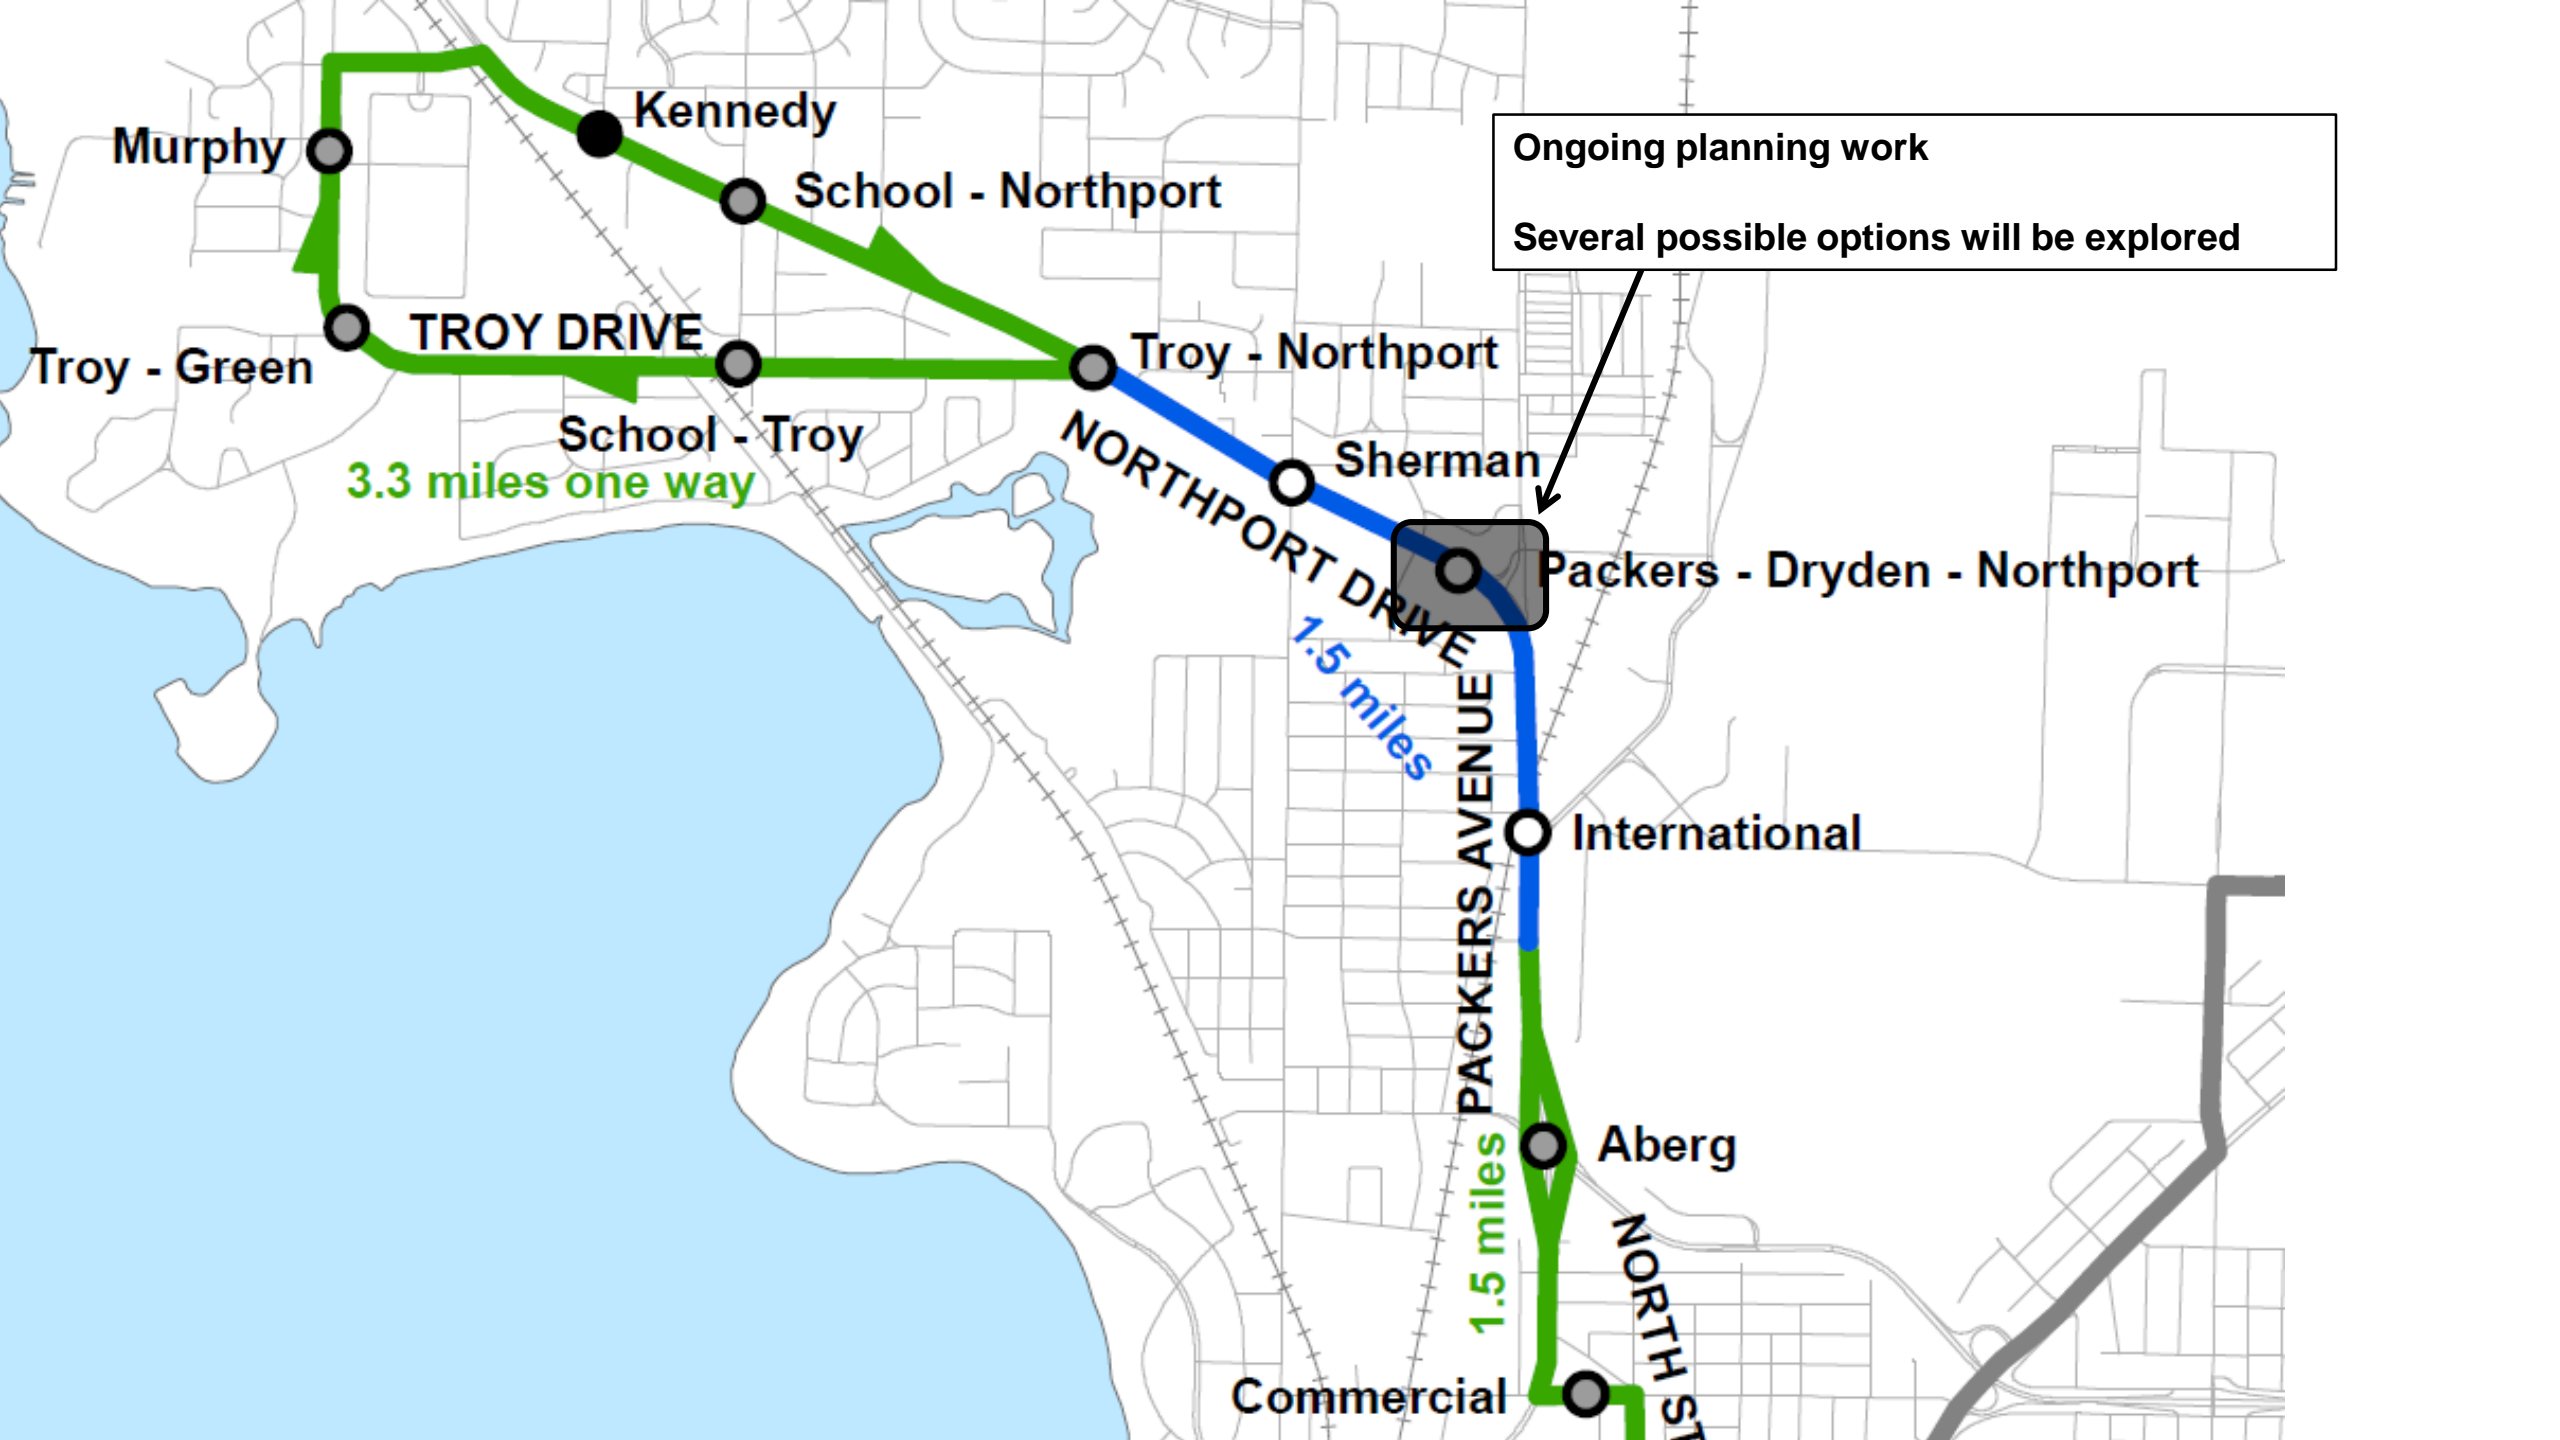 Kennedy
Murphy
Ongoing planning work
School - Northport
Several possible options will be explored
TROY DRIVE
Troy - Northport
Troy - Green
School - Troy
3.3 miles one way
NORTHPORT DRIVE
Sherman
Packers - Dryden - Northport
1.5 miles
PACKERS AVENUE
International
Aberg
1.5 miles
NORTH ST
Commercial